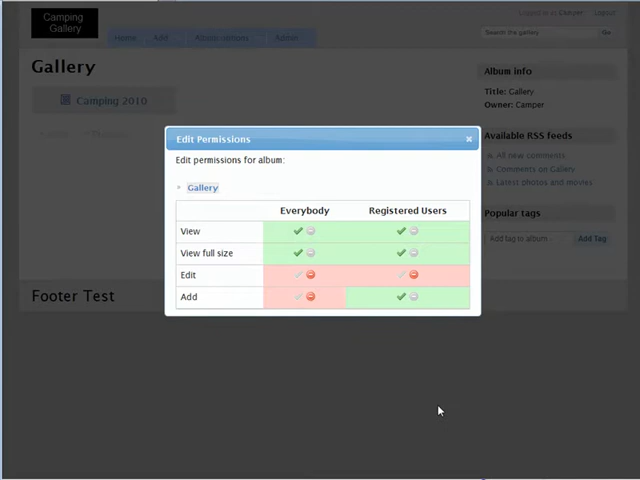 Camping
Gallery
Logged in as Camper Logout
Home Add Album options Admin
Search the gallery Go
Gallery
Camping 2010
Album info
Title: Gallery
Owner: Camper
Available RSS feeds
All new comments
Comments on Gallery
Latest photos and movies
Popular tags
Add tag to album Add Tag
Footer Test
Edit Permissions
Edit permissions for album:
Gallery
Everybody Registered Users
View
View full size
Edit
Add